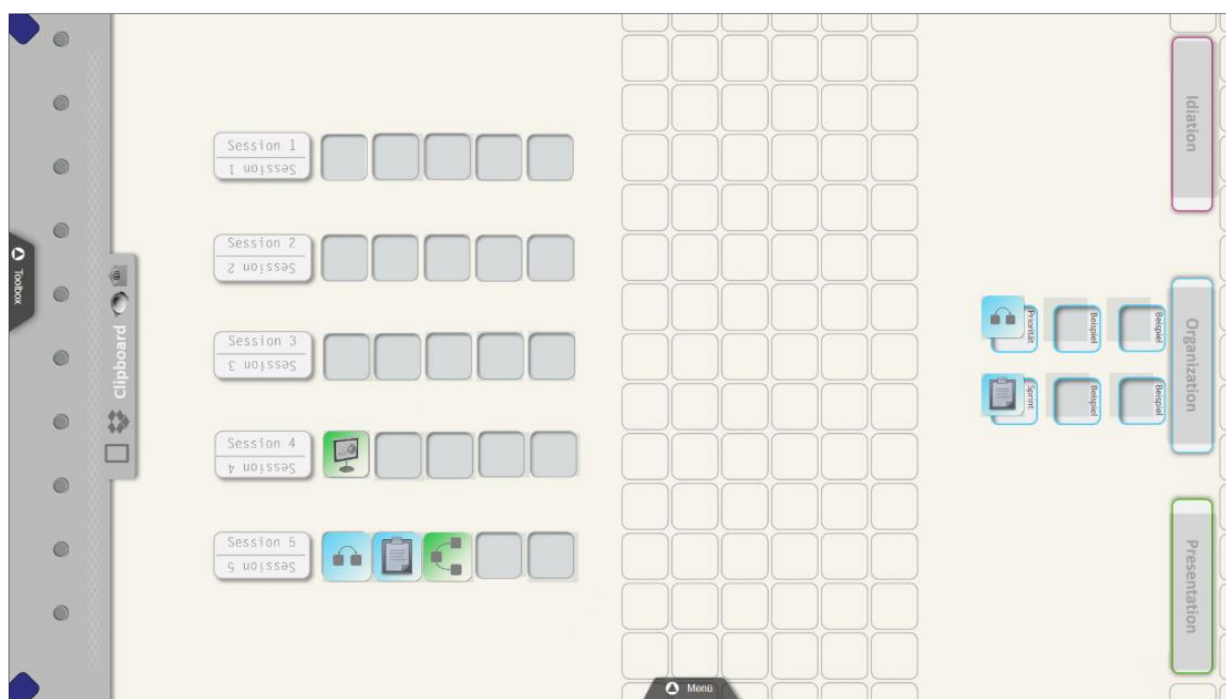 Session 1
Session 1
Session 2
Session 2
Session 3
Session 3
Session 4
Session 4
Session 5
Session 5
Toolbox
Clipboard
Menü
Priorität
Beispiel
Beispiel
Sprint
Beispiel
Beispiel
Idiation
Organization
Presentation